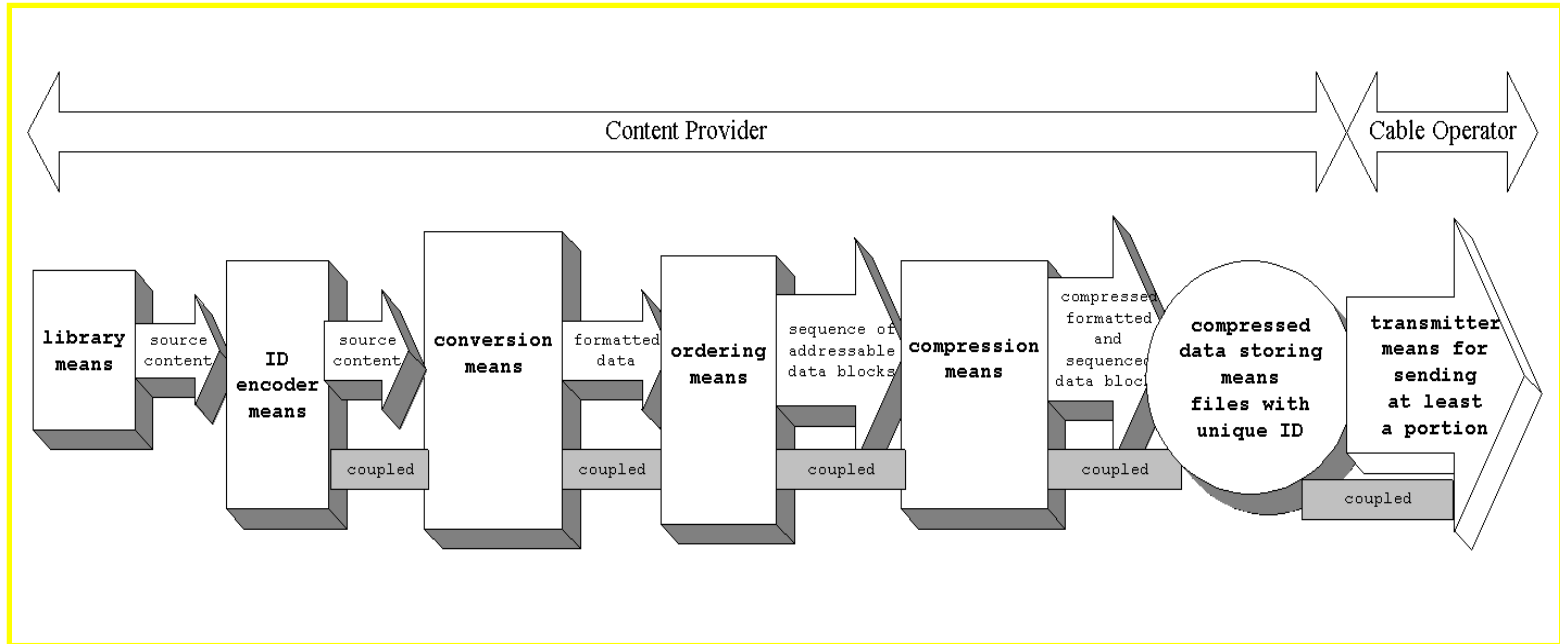 Content Provider
Cable Operator
library
means
source
content
ID
encoder
means
source
content
coupled
conversion
means
formatted
data
coupled
ordering
means
sequence of
addressable
data blocks
coupled
compression
means
compressed
formatted
and
sequenced
data blocks
coupled
compressed
data storing
means
files with
unique ID
transmitter
means for
sending
at least
a portion
coupled